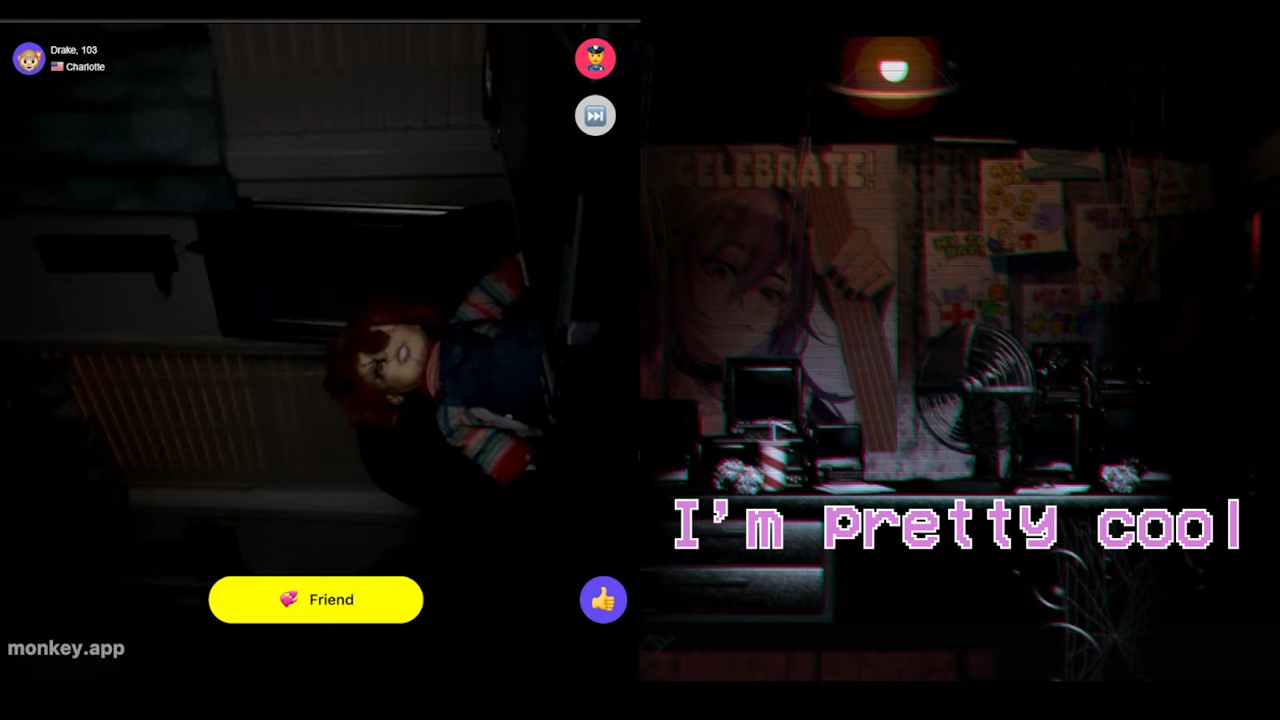 Drake, 103
Charlotte
CELEBRATE!
I'm pretty cool
Friend
monkey.app